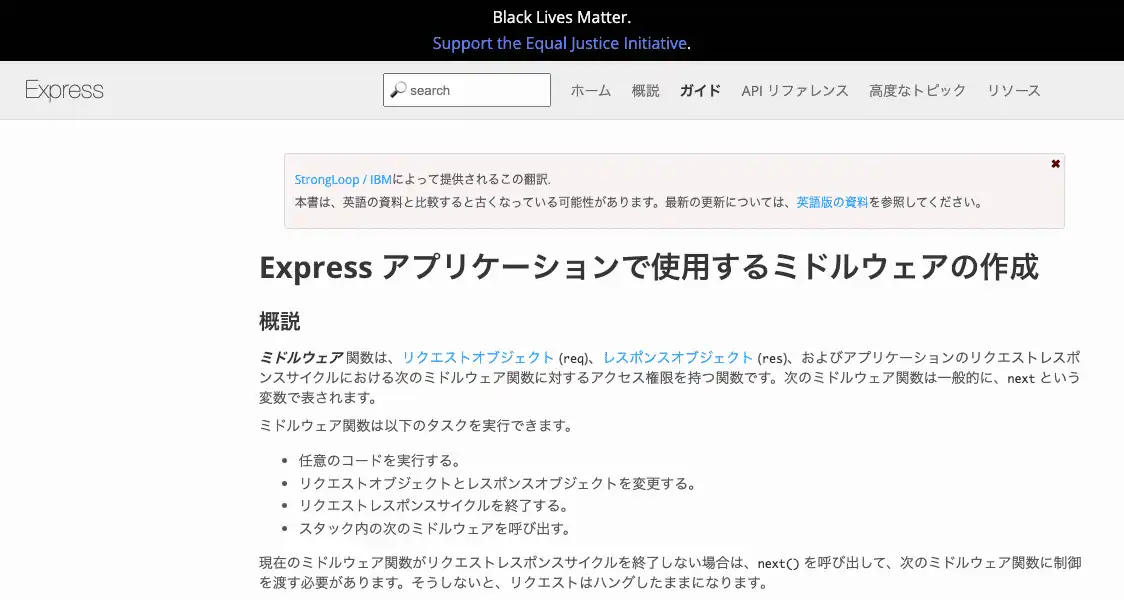 Black Lives Matter.
Support the Equal Justice Initiative.
Express
search
ホーム
概説
ガイド
API リファレンス
高度なトピック
リソース
✖
StrongLoop / IBMによって提供されるこの翻訳.
本書は、英語の資料と比較すると古くなっている可能性があります。最新の更新については、英語版の資料を参照してください。
Express アプリケーションで使用するミドルウェアの作成
概説
ミドルウェア 関数は、リクエストオブジェクト (req)、レスポンスオブジェクト (res)、およびアプリケーションのリクエストレスポ
ンスサイクルにおける次のミドルウェア関数に対するアクセス権限を持つ関数です。次のミドルウェア関数は一般的に、next という
変数で表されます。
ミドルウェア関数は以下のタスクを実行できます。
• 任意のコードを実行する。
• リクエストオブジェクトとレスポンスオブジェクトを変更する。
• リクエストレスポンスサイクルを終了する。
• スタック内の次のミドルウェアを呼び出す。
現在のミドルウェア関数がリクエストレスポンスサイクルを終了しない場合は、next() を呼び出して、次のミドルウェア関数に制御
を渡す必要があります。そうしないと、リクエストはハングしたままになります。